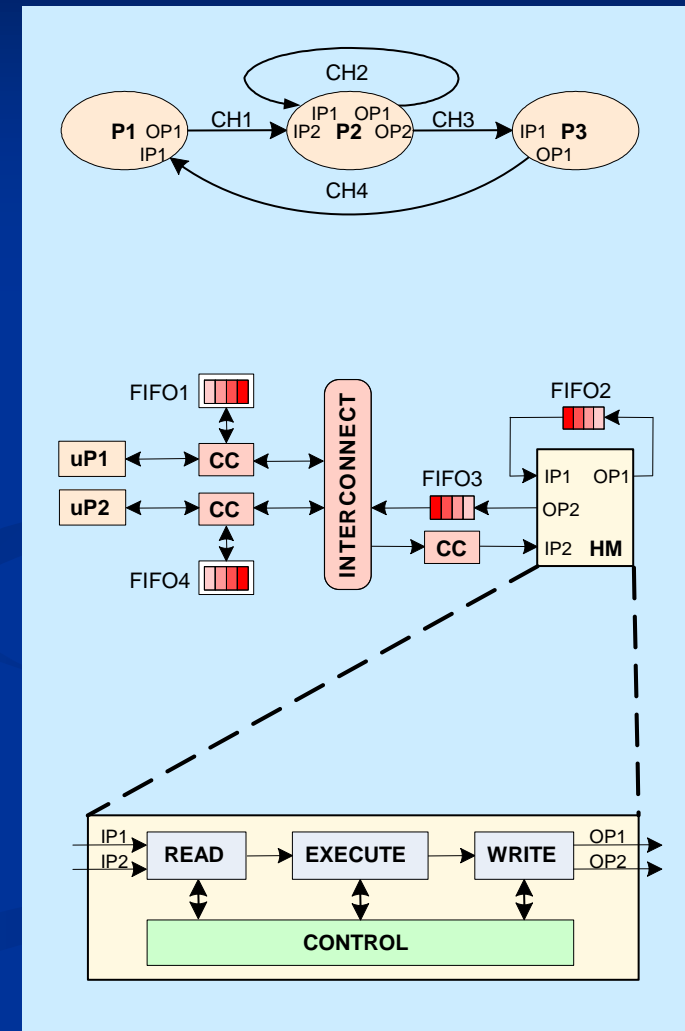 CH2
P1 OP1 CH1 IP1 OP1 CH3 IP1 P3
IP2 P2 OP2
IP1 OP1
CH4
FIFO1 FIFO2
uP1 CC IP1 OP1
FIFO3
uP2 CC OP2
CC IP2 HM
FIFO4
INTERCONNECT
IP1 READ EXECUTE WRITE OP1
IP2 OP2
CONTROL